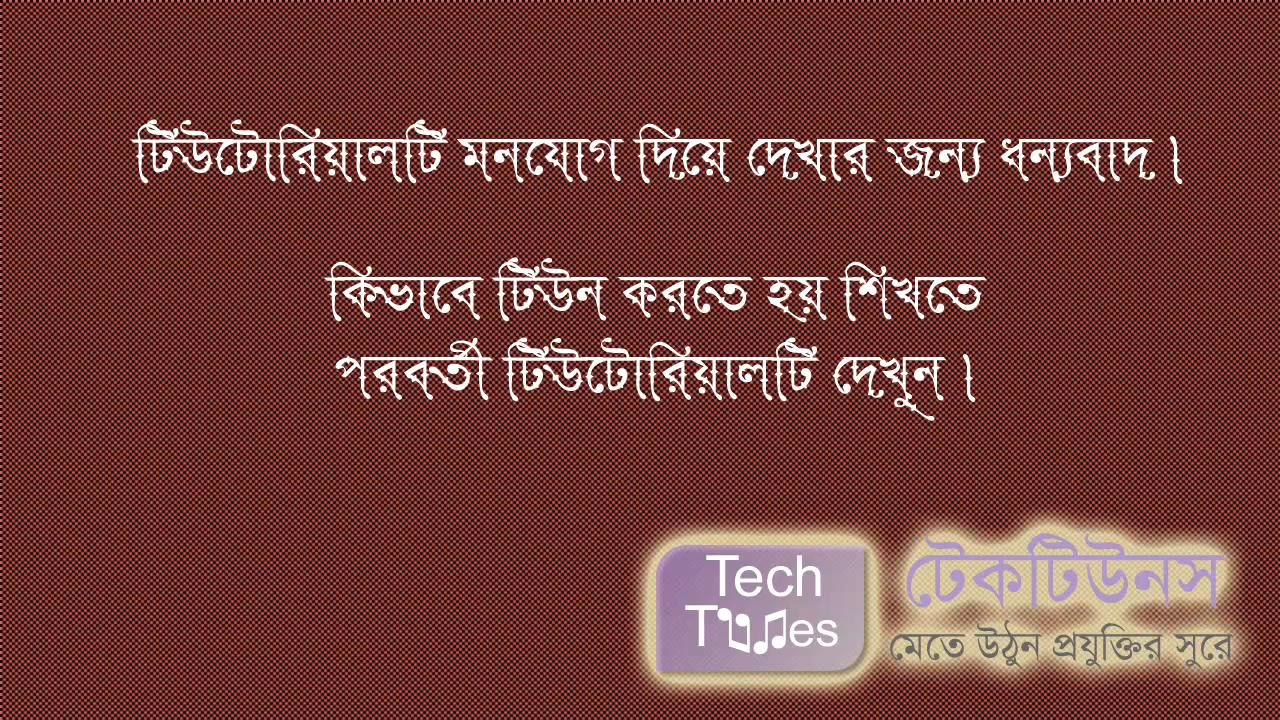 টিউটোরিয়ালটি মনযোগ দিয়ে দেখার জন্য ধন্যবাদ।
কিভাবে টিউন করতে হয় শিখতে
পরবর্তী টিউটোরিয়ালটি দেখুন।
Tech
Tunes
টেকটিউনস
মেতে উঠুন প্রযুক্তির সুরে